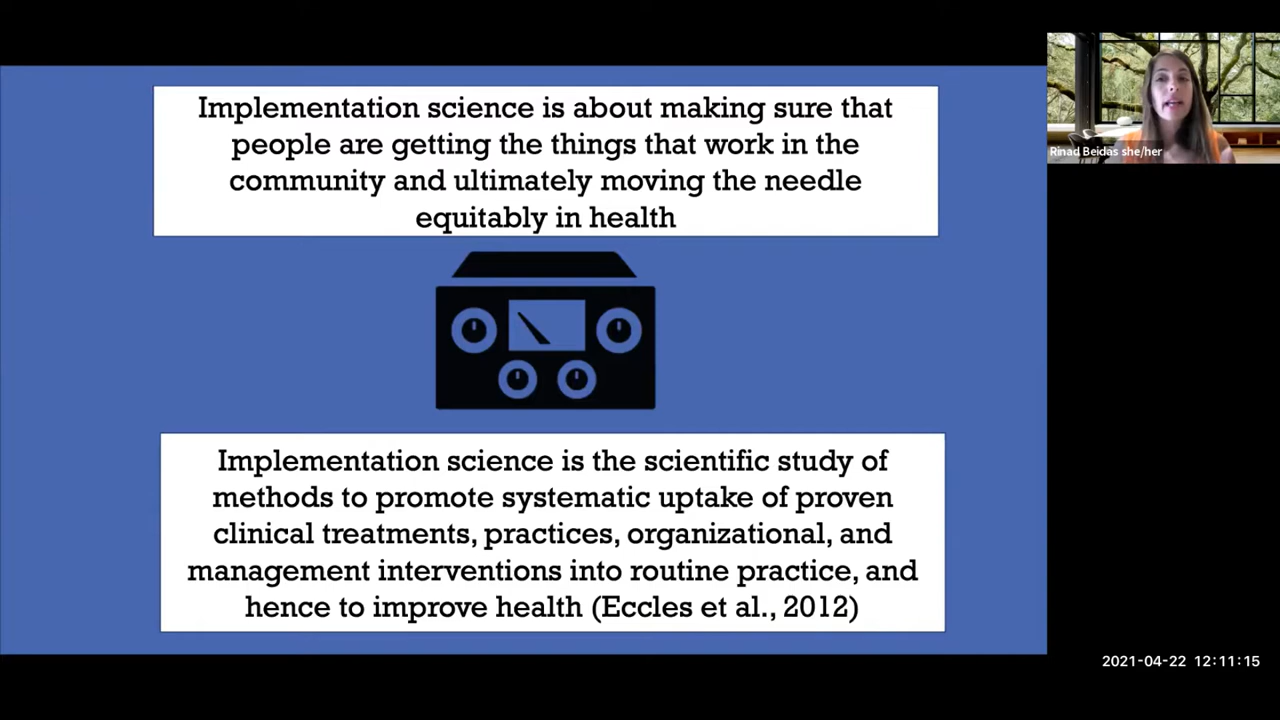 Implementation science is about making sure that
people are getting the things that work in the
community and ultimately moving the needle
equitably in health
Rinad Beidas she/her
Implementation science is the scientific study of
methods to promote systematic uptake of proven
clinical treatments, practices, organizational, and
management interventions into routine practice, and
hence to improve health (Eccles et al., 2012)
2021-04-22 12:11:15